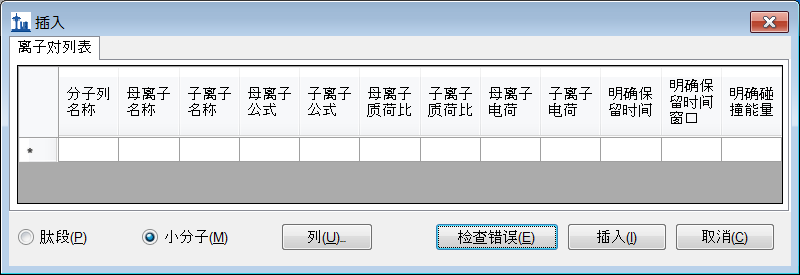 插入
离子对列表
分子列名称 母离子名称 子离子名称 母离子公式 子离子公式 母离子质荷比 子离子质荷比 母离子电荷 子离子电荷 明确保留时间 明确保留时间窗口 明确碰撞能量
*
肽段(P) 小分子(M) 列(U)... 检查错误(E) 插入(I) 取消(C)